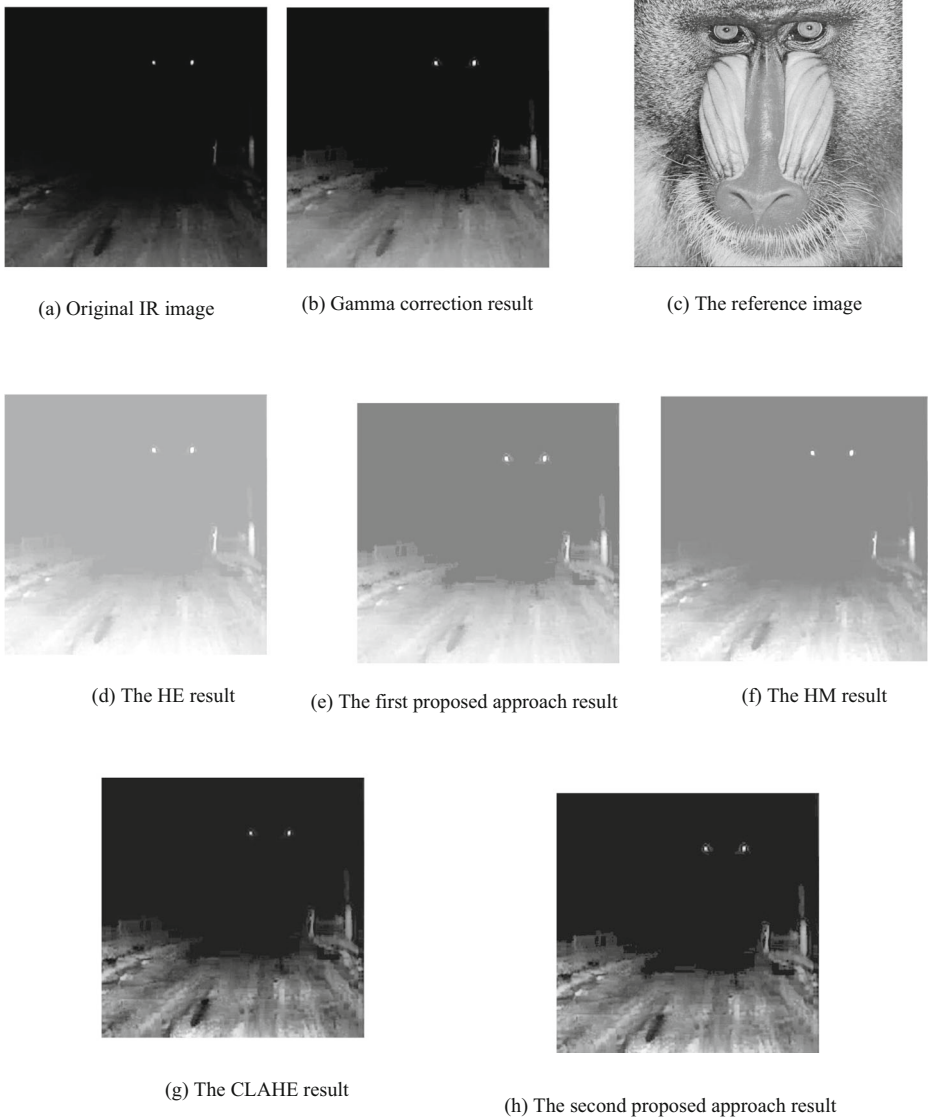 (a) Original IR image
(b) Gamma correction result
(c) The reference image
(d) The HE result
(e) The first proposed approach result
(f) The HM result
(g) The CLAHE result
(h) The second proposed approach result